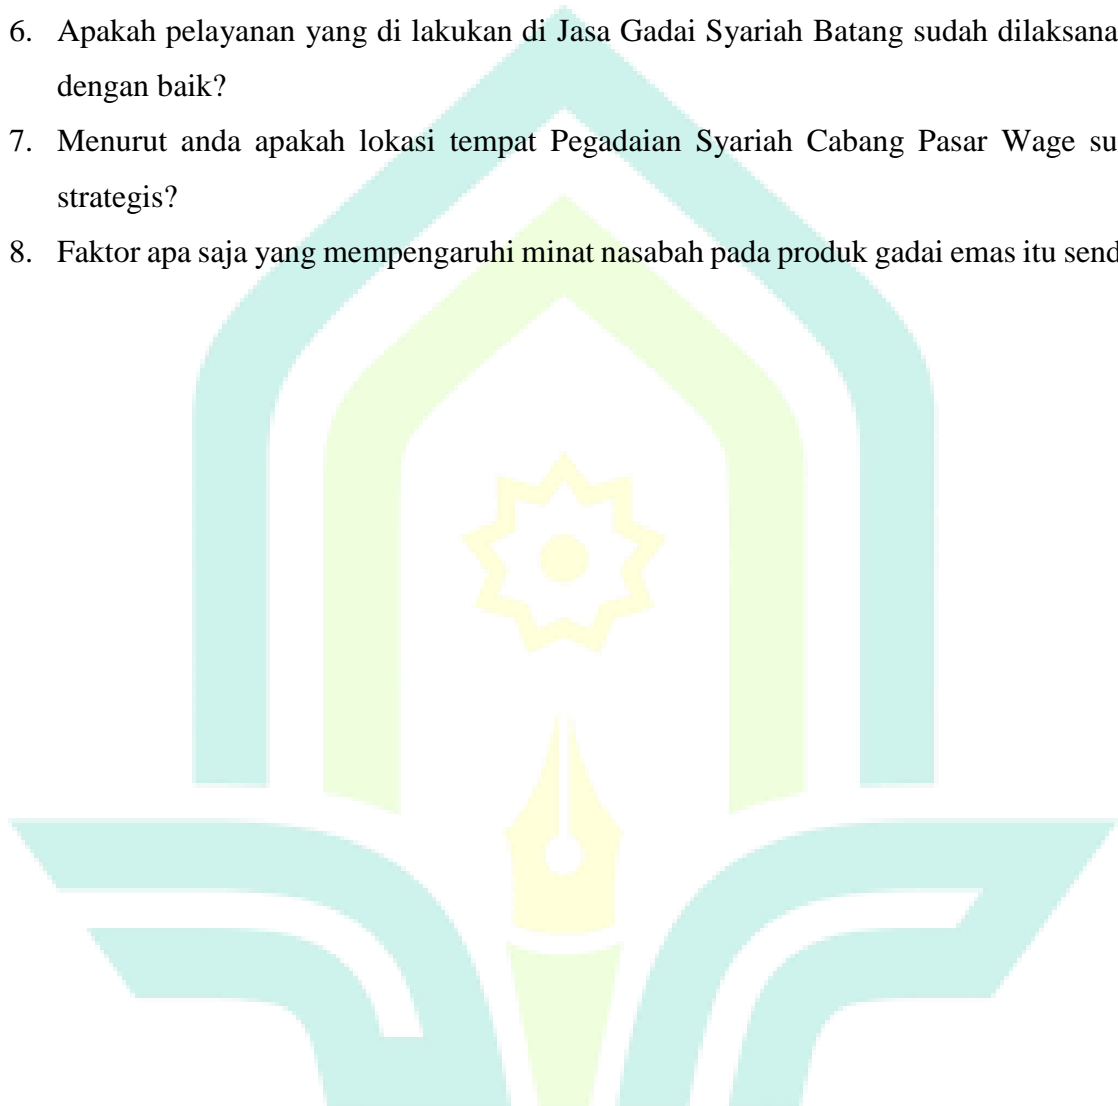 6. Apakah pelayanan yang di lakukan di Jasa Gadai Syariah Batang sudah dilaksana
dengan baik?
7. Menurut anda apakah lokasi tempat Pegadaian Syariah Cabang Pasar Wage su
strategis?
8. Faktor apa saja yang mempengaruhi minat nasabah pada produk gadai emas itu send